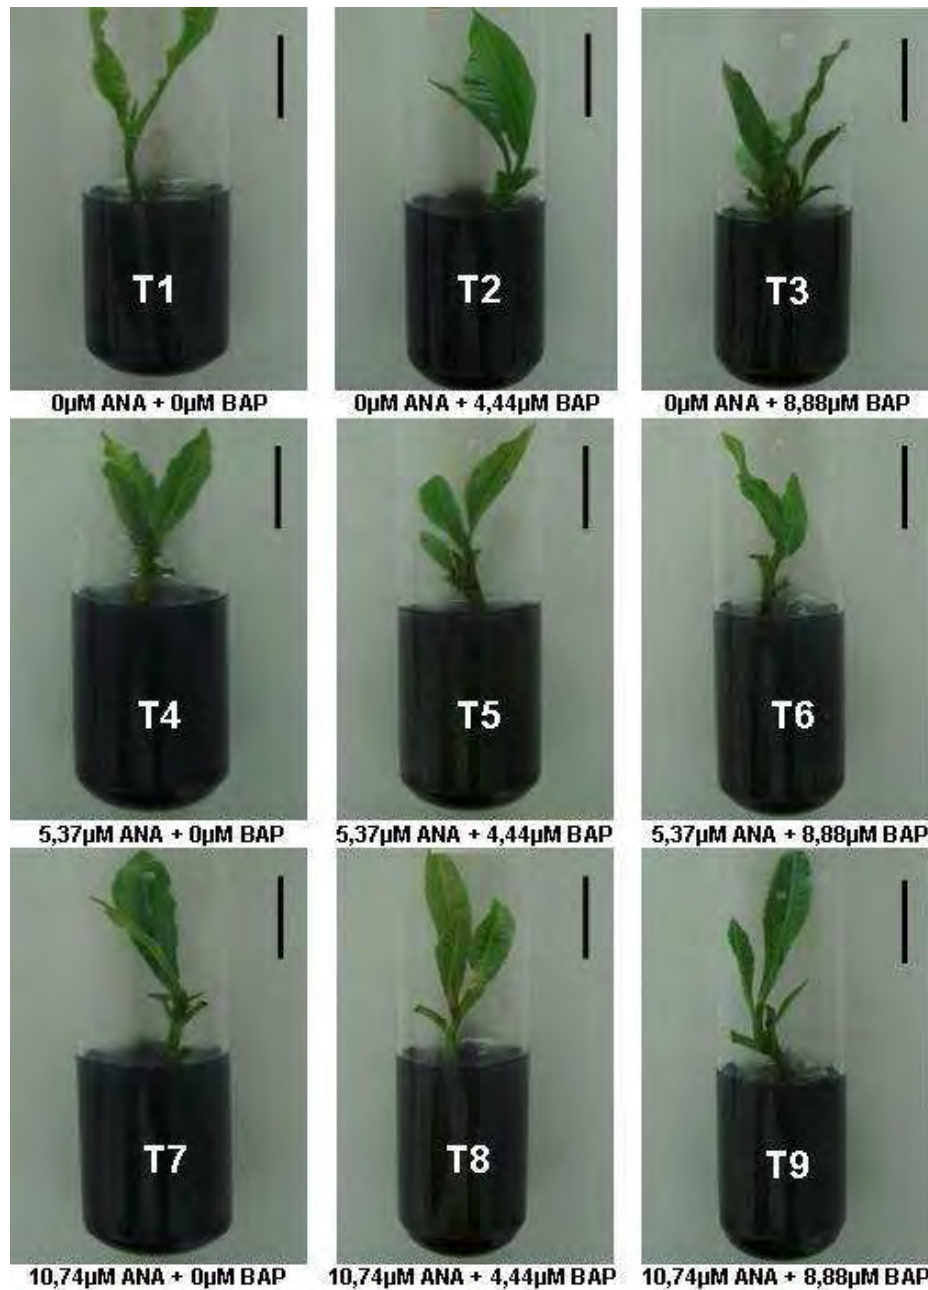 T1
T2
T3
0µM ANA + 0µM BAP
0µM ANA + 4,44µM BAP
0µM ANA + 8,88µM BAP
T4
T5
T6
5,37µM ANA + 0µM BAP
5,37µM ANA + 4,44µM BAP
5,37µM ANA + 8,88µM BAP
T7
T8
T9
10,74µM ANA + 0µM BAP
10,74µM ANA + 4,44µM BAP
10,74µM ANA + 8,88µM BAP